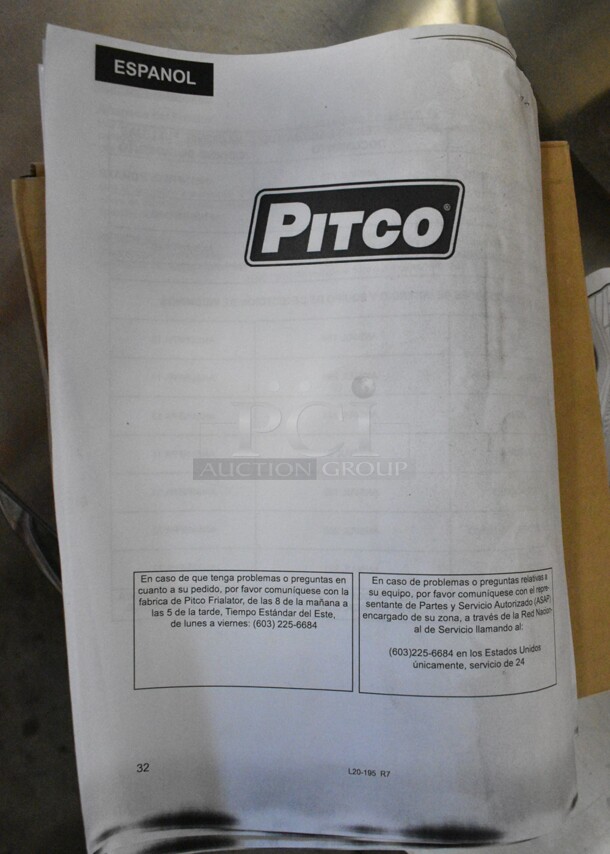 ESPANOL
PITCO®
PCI
AUCTION GROUP
En caso de que tenga problemas o preguntas en
cuanto a su pedido, por favor comuníquese con la
fabrica de Pitco Frialator, de las 8 de la mañana a
las 5 de la tarde, Tiempo Estándar del Este,
de lunes a viernes: (603) 225-6684
En caso de problemas o preguntas relativas a
su equipo, por favor comuníquese con el repre-
sentante de Partes y Servicio Autorizado (ASAP)
encargado de su zona, a través de la Red Nacion-
al de Servicio llamando al:
(603)225-6684 en los Estados Unidos
únicamente, servicio de 24
32
L20-195 R7